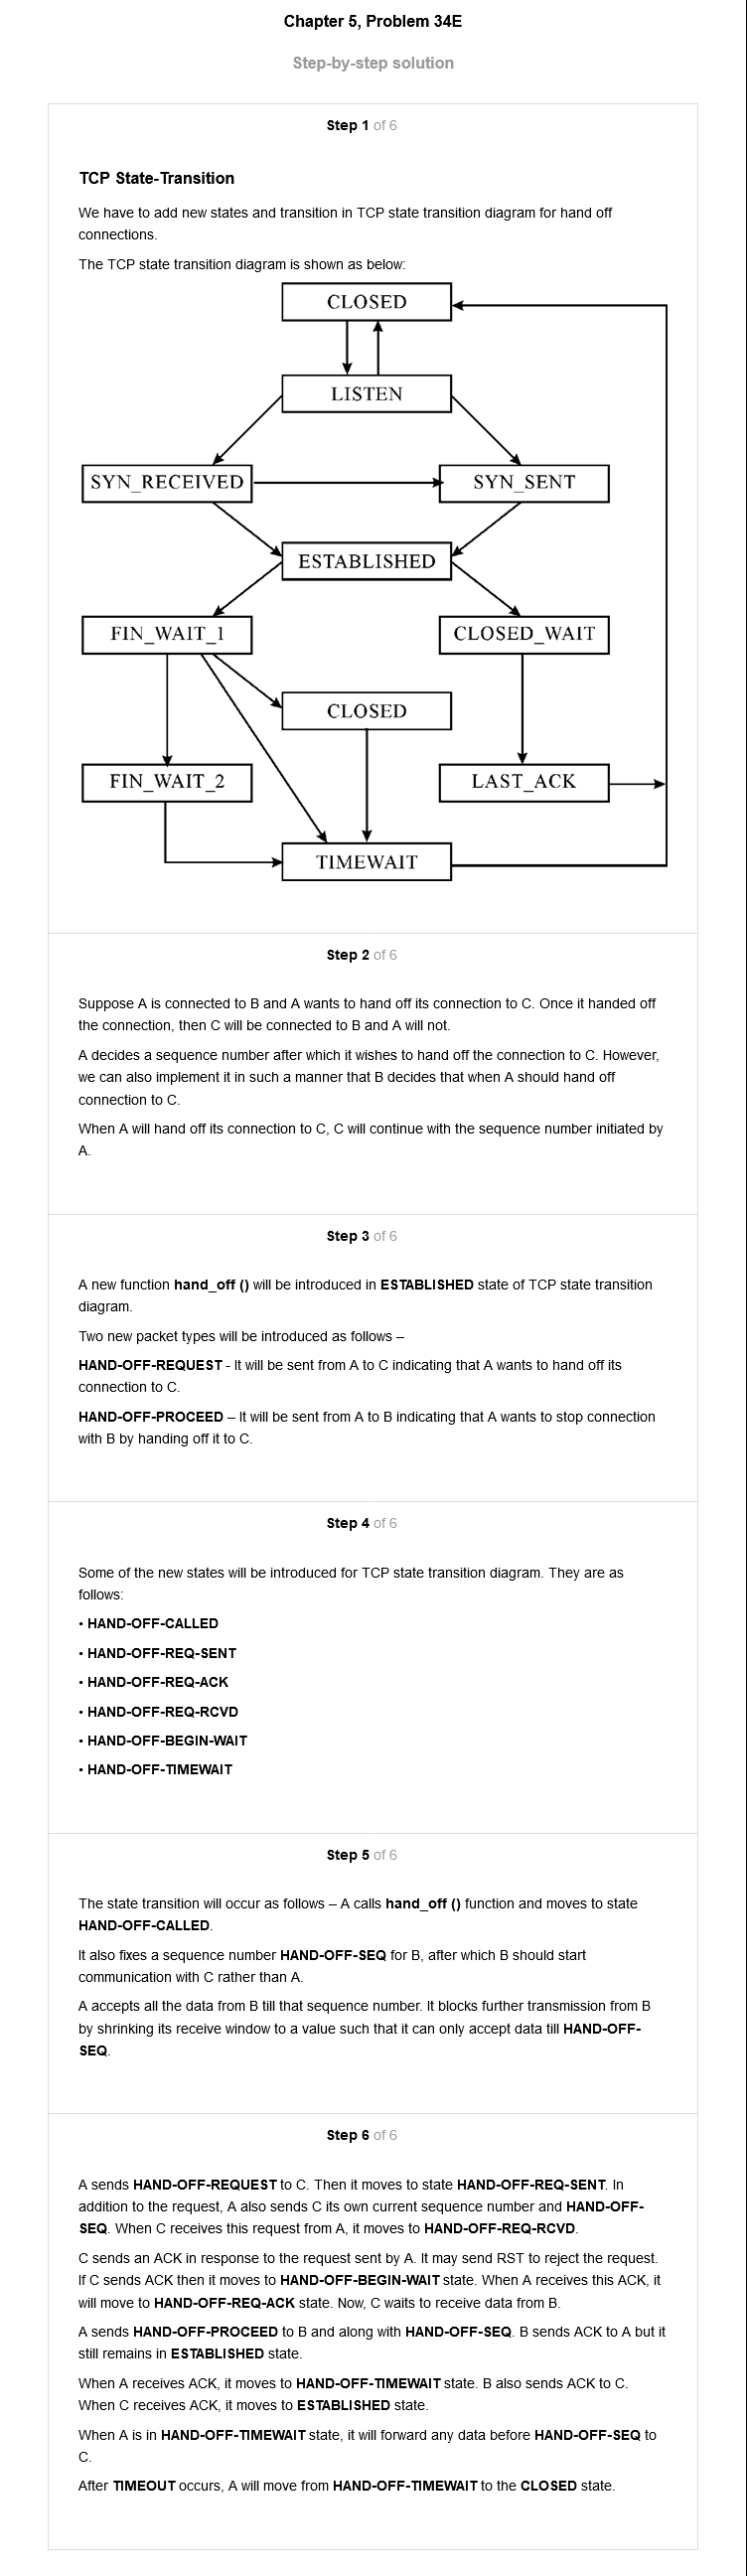 Chapter 5, Problem 34E
Step-by-step solution
Step 1 of 6
TCP State-Transition
We have to add new states and transition in TCP state transition diagram for hand off
connections.
The TCP state transition diagram is shown as below:
CLOSED
LISTEN
SYN_RECEIVED
SYN_SENT
ESTABLISHED
FIN_WAIT_1
CLOSED_WAIT
CLOSED
FIN_WAIT_2
LAST_ACK
TIMEWAIT
Step 2 of 6
Suppose A is connected to B and A wants to hand off its connection to C. Once it handed off
the connection, then C will be connected to B and A will not.
A decides a sequence number after which it wishes to hand off the connection to C. However,
we can also implement it in such a manner that B decides that when A should hand off
connection to C.
When A will hand off its connection to C, C will continue with the sequence number initiated by
A.
Step 3 of 6
A new function hand_off () will be introduced in ESTABLISHED state of TCP state transition
diagram.
Two new packet types will be introduced as follows –
HAND-OFF-REQUEST - It will be sent from A to C indicating that A wants to hand off its
connection to C.
HAND-OFF-PROCEED – It will be sent from A to B indicating that A wants to stop connection
with B by handing off it to C.
Step 4 of 6
Some of the new states will be introduced for TCP state transition diagram. They are as
follows:
• HAND-OFF-CALLED
• HAND-OFF-REQ-SENT
• HAND-OFF-REQ-ACK
• HAND-OFF-REQ-RCVD
• HAND-OFF-BEGIN-WAIT
• HAND-OFF-TIMEWAIT
Step 5 of 6
The state transition will occur as follows – A calls hand_off () function and moves to state
HAND-OFF-CALLED.
It also fixes a sequence number HAND-OFF-SEQ for B, after which B should start
communication with C rather than A.
A accepts all the data from B till that sequence number. It blocks further transmission from B
by shrinking its receive window to a value such that it can only accept data till HAND-OFF-
SEQ.
Step 6 of 6
A sends HAND-OFF-REQUEST to C. Then it moves to state HAND-OFF-REQ-SENT. In
addition to the request, A also sends C its own current sequence number and HAND-OFF-
SEQ. When C receives this request from A, it moves to HAND-OFF-REQ-RCVD.
C sends an ACK in response to the request sent by A. It may send RST to reject the request.
If C sends ACK then it moves to HAND-OFF-BEGIN-WAIT state. When A receives this ACK, it
will move to HAND-OFF-REQ-ACK state. Now, C waits to receive data from B.
A sends HAND-OFF-PROCEED to B and along with HAND-OFF-SEQ. B sends ACK to A but it
still remains in ESTABLISHED state.
When A receives ACK, it moves to HAND-OFF-TIMEWAIT state. B also sends ACK to C.
When C receives ACK, it moves to ESTABLISHED state.
When A is in HAND-OFF-TIMEWAIT state, it will forward any data before HAND-OFF-SEQ to
C.
After TIMEOUT occurs, A will move from HAND-OFF-TIMEWAIT to the CLOSED state.